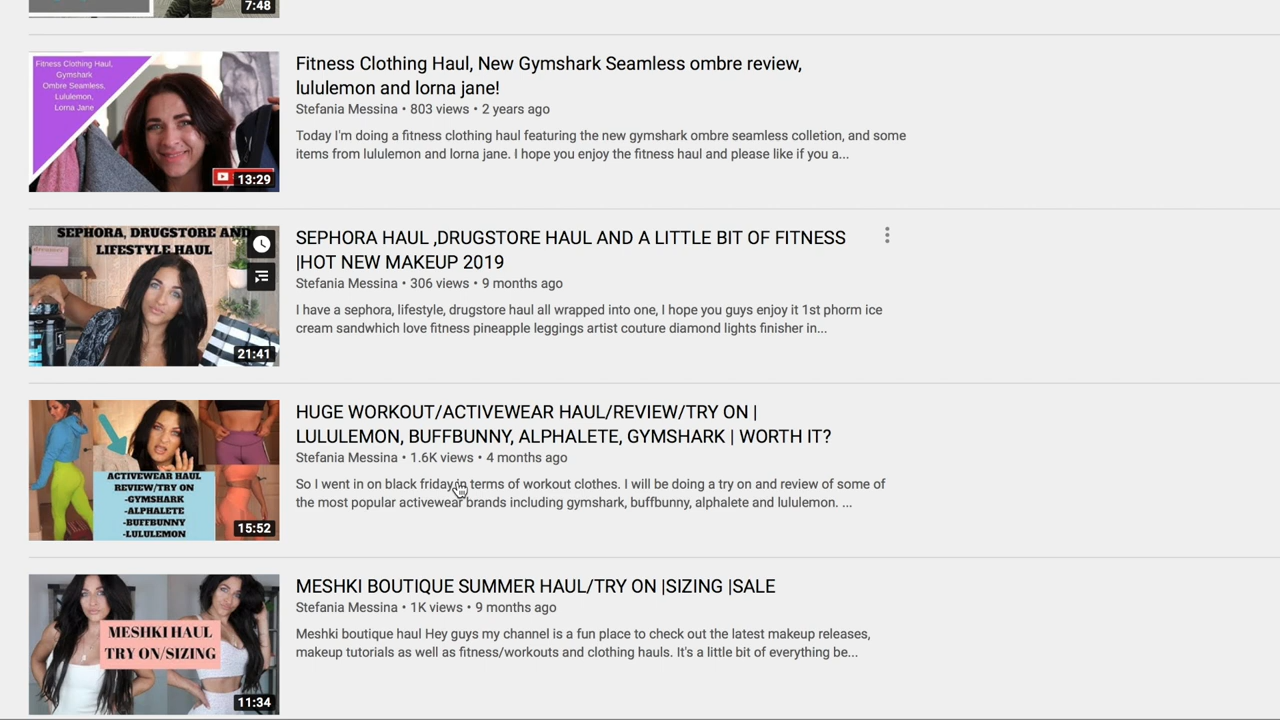 7:48
Fitness Clothing Haul,
Gymshark
Ombre Seamless,
Lululemon,
Lorna Jane
13:29
Fitness Clothing Haul, New Gymshark Seamless ombre review,
lululemon and lorna jane!
Stefania Messina • 803 views • 2 years ago
Today I'm doing a fitness clothing haul featuring the new gymshark ombre seamless colletion, and some
items from lululemon and lorna jane. I hope you enjoy the fitness haul and please like if you a...
SEPHORA, DRUGSTORE AND
LIFESTYLE HAUL
21:41
SEPHORA HAUL ,DRUGSTORE HAUL AND A LITTLE BIT OF FITNESS
|HOT NEW MAKEUP 2019
Stefania Messina • 306 views • 9 months ago
I have a sephora, lifestyle, drugstore haul all wrapped into one, I hope you guys enjoy it 1st phorm ice
cream sandwhich love fitness pineapple leggings artist couture diamond lights finisher in...
ACTIVEWEAR HAUL
REVIEW/TRY ON
-GYMSHARK
-ALPHALETE
-BUFFBUNNY
-LULULEMON
15:52
HUGE WORKOUT/ACTIVEWEAR HAUL/REVIEW/TRY ON |
LULULEMON, BUFFBUNNY, ALPHALETE, GYMSHARK | WORTH IT?
Stefania Messina • 1.6K views • 4 months ago
So I went in on black friday in terms of workout clothes. I will be doing a try on and review of some of
the most popular activewear brands including gymshark, buffbunny, alphalete and lululemon. ...
MESHKI HAUL
TRY ON/SIZING
11:34
MESHKI BOUTIQUE SUMMER HAUL/TRY ON |SIZING |SALE
Stefania Messina • 1K views • 9 months ago
Meshki boutique haul Hey guys my channel is a fun place to check out the latest makeup releases,
makeup tutorials as well as fitness/workouts and clothing hauls. It's a little bit of everything be...